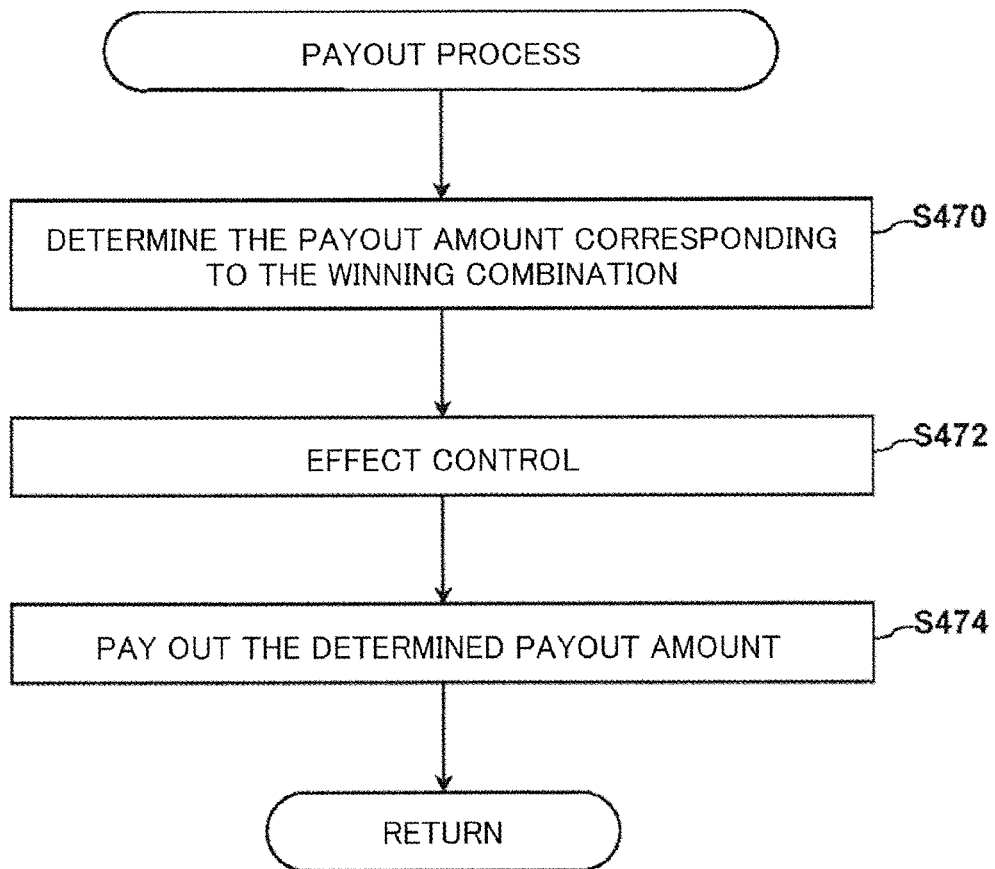 PAYOUT PROCESS
S470
DETERMINE THE PAYOUT AMOUNT CORRESPONDING
TO THE WINNING COMBINATION
S472
EFFECT CONTROL
S474
PAY OUT THE DETERMINED PAYOUT AMOUNT
RETURN